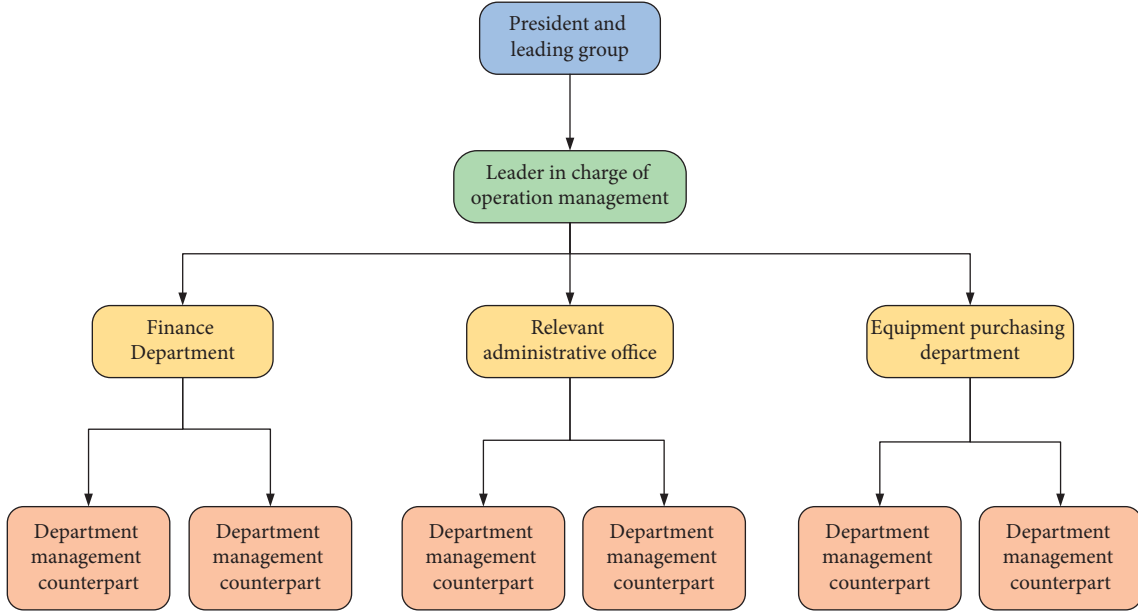 President and
leading group
Leader in charge of
operation management
Finance
Department
Relevant
administrative office
Equipment purchasing
department
Department
management
counterpart
Department
management
counterpart
Department
management
counterpart
Department
management
counterpart
Department
management
counterpart
Department
management
counterpart